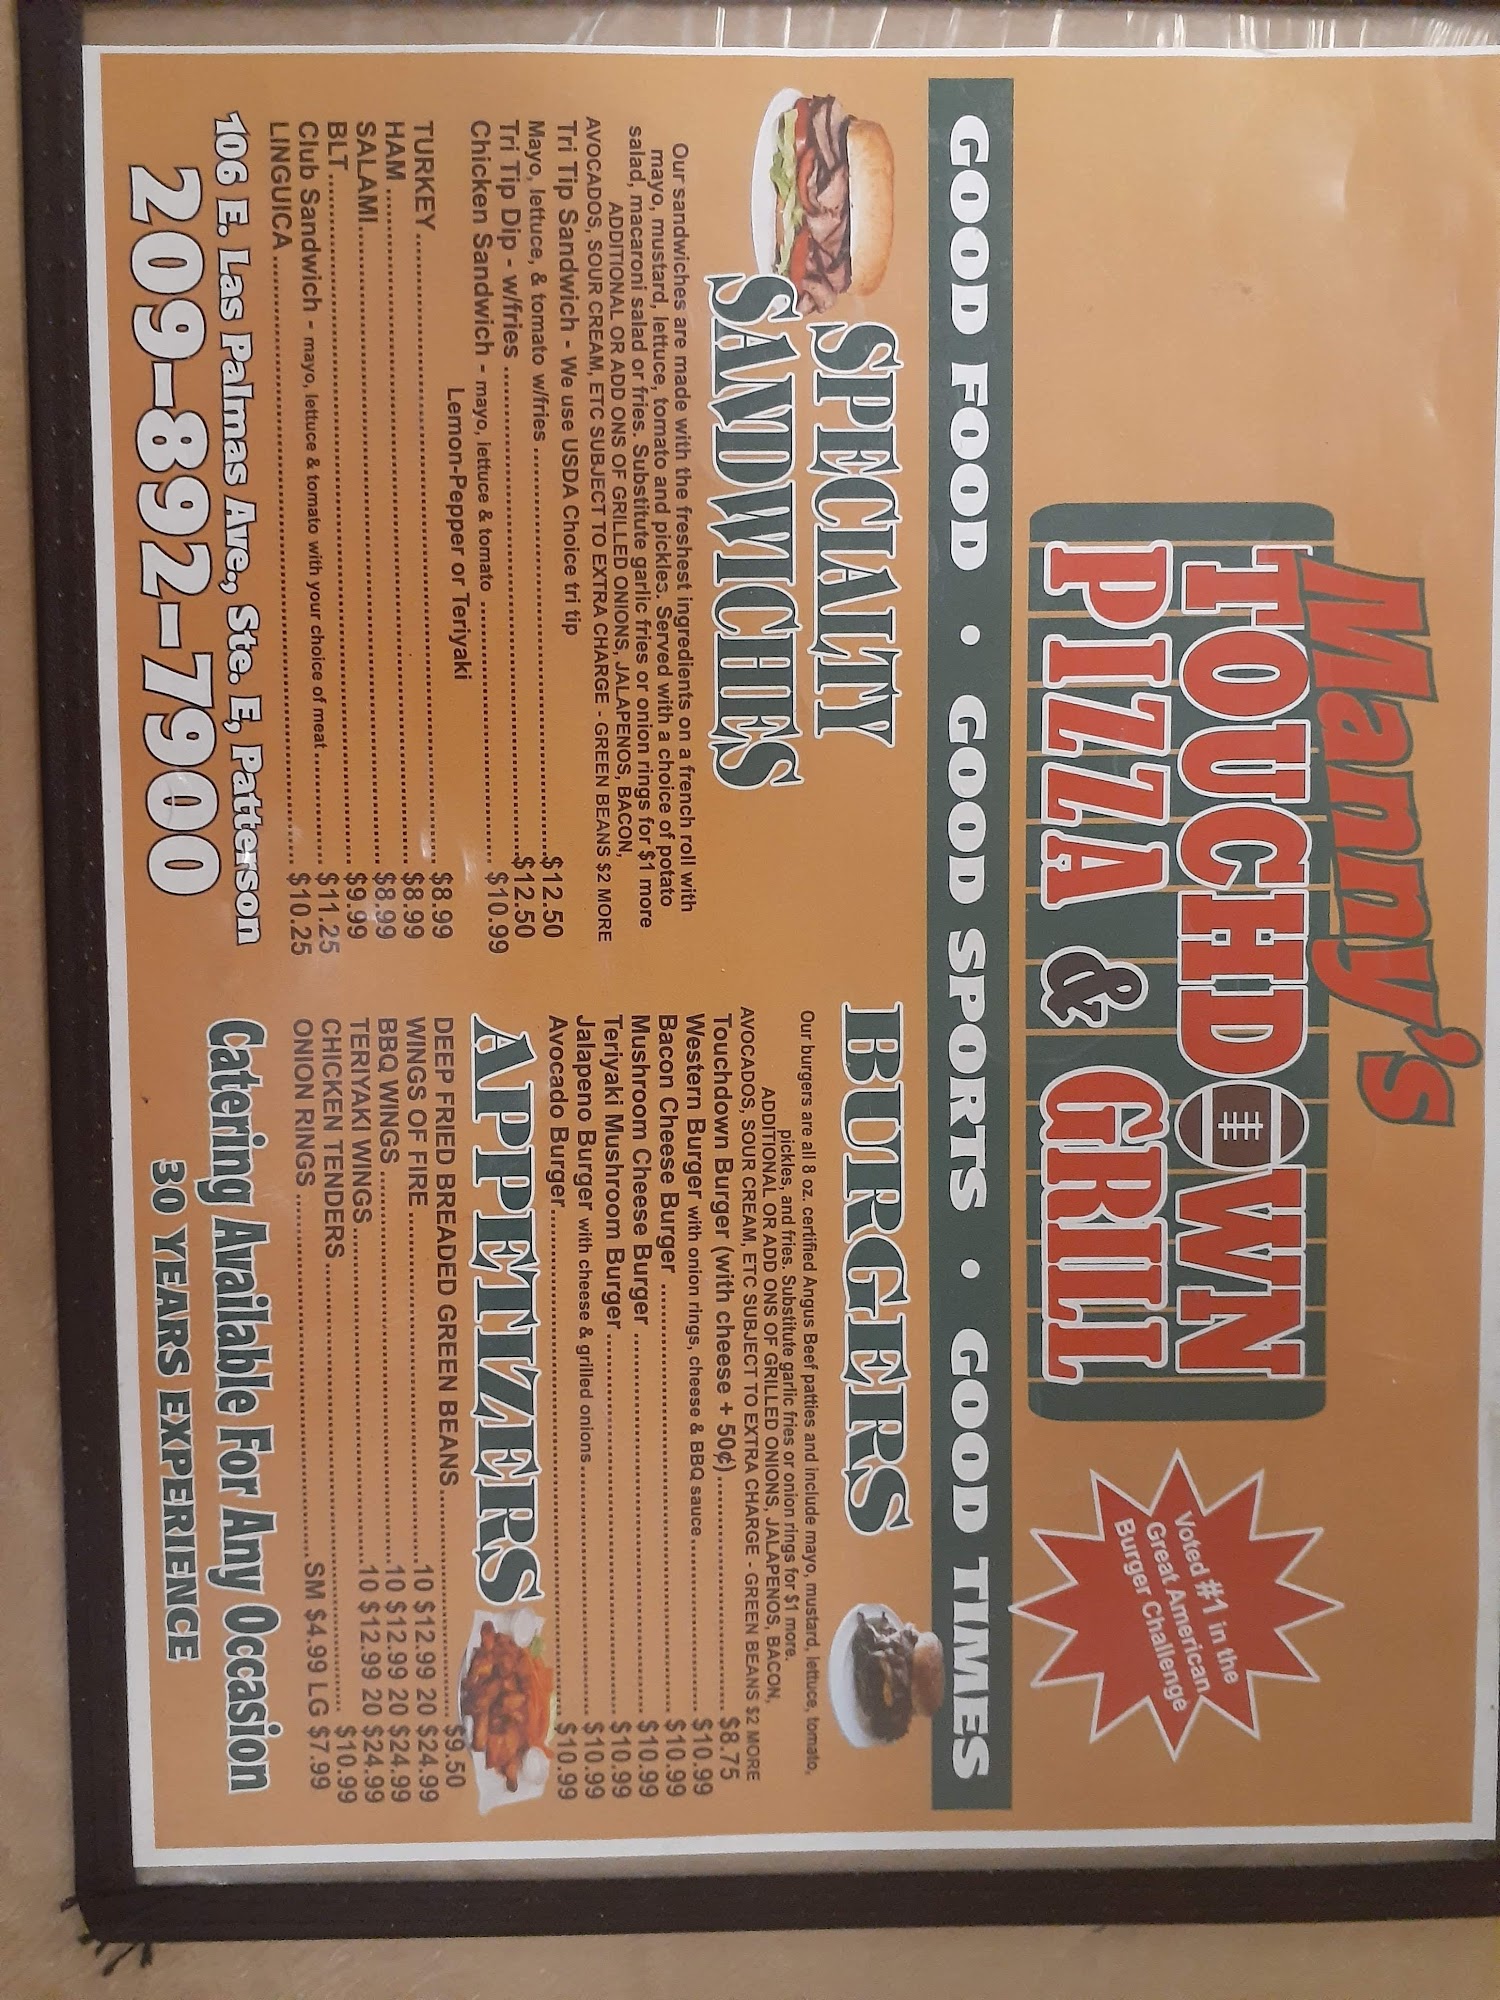 Manny's
TOUCHDOWN
PIZZA & GRILL
Voted #1 in the
Great American
Burger Challenge
GOOD FOOD • GOOD SPORTS • GOOD TIMES
SPECIALTY
SANDWICHES
Our sandwiches are made with the freshest ingredients on a french roll with
mayo, mustard, lettuce, tomato and pickles. Served with a choice of potato
salad, macaroni salad or fries. Substitute garlic fries or onion rings for $1 more
ADDITIONAL OR ADD ONS OF GRILLED ONIONS, JALAPENOS, BACON,
AVOCADOS, SOUR CREAM, ETC SUBJECT TO EXTRA CHARGE - GREEN BEANS $2 MORE
Tri Tip Sandwich - We use USDA Choice tri tip
Mayo, lettuce, & tomato w/fries ........ $12.50
Tri Tip Dip - w/fries ........ $12.50
Chicken Sandwich - mayo, lettuce & tomato ........ $10.99
Lemon-Pepper or Teriyaki
TURKEY ........ $8.99
HAM ........ $8.99
SALAMI ........ $8.99
BLT ........ $9.99
Club Sandwich - mayo, lettuce & tomato with your choice of meat ........ $11.25
LINGUICA ........ $10.25
106 E. Las Palmas Ave., Ste. E, Patterson
209-892-7900
BURGERS
Our burgers are all 8 oz. certified Angus Beef patties and include mayo, mustard, lettuce, tomato,
pickles, and fries. Substitute garlic fries or onion rings for $1 more.
ADDITIONAL OR ADD ONS OF GRILLED ONIONS, JALAPENOS, BACON,
AVOCADOS, SOUR CREAM, ETC SUBJECT TO EXTRA CHARGE - GREEN BEANS $2 MORE
Touchdown Burger (with cheese + 50¢) ........ $8.75
Western Burger with onion rings, cheese & BBQ sauce ........ $10.99
Bacon Cheese Burger ........ $10.99
Mushroom Cheese Burger ........ $10.99
Teriyaki Mushroom Burger ........ $10.99
Jalapeno Burger with cheese & grilled onions ........ $10.99
Avocado Burger ........ $10.99
APPETIZERS
DEEP FRIED BREADED GREEN BEANS ........ $9.50
WINGS OF FIRE ........ 10 $12.99 20 $24.99
BBQ WINGS ........ 10 $12.99 20 $24.99
TERIYAKI WINGS ........ 10 $12.99 20 $24.99
CHICKEN TENDERS ........ $10.99
ONION RINGS ........ SM $4.99 LG $7.99
Catering Available For Any Occasion
30 YEARS EXPERIENCE